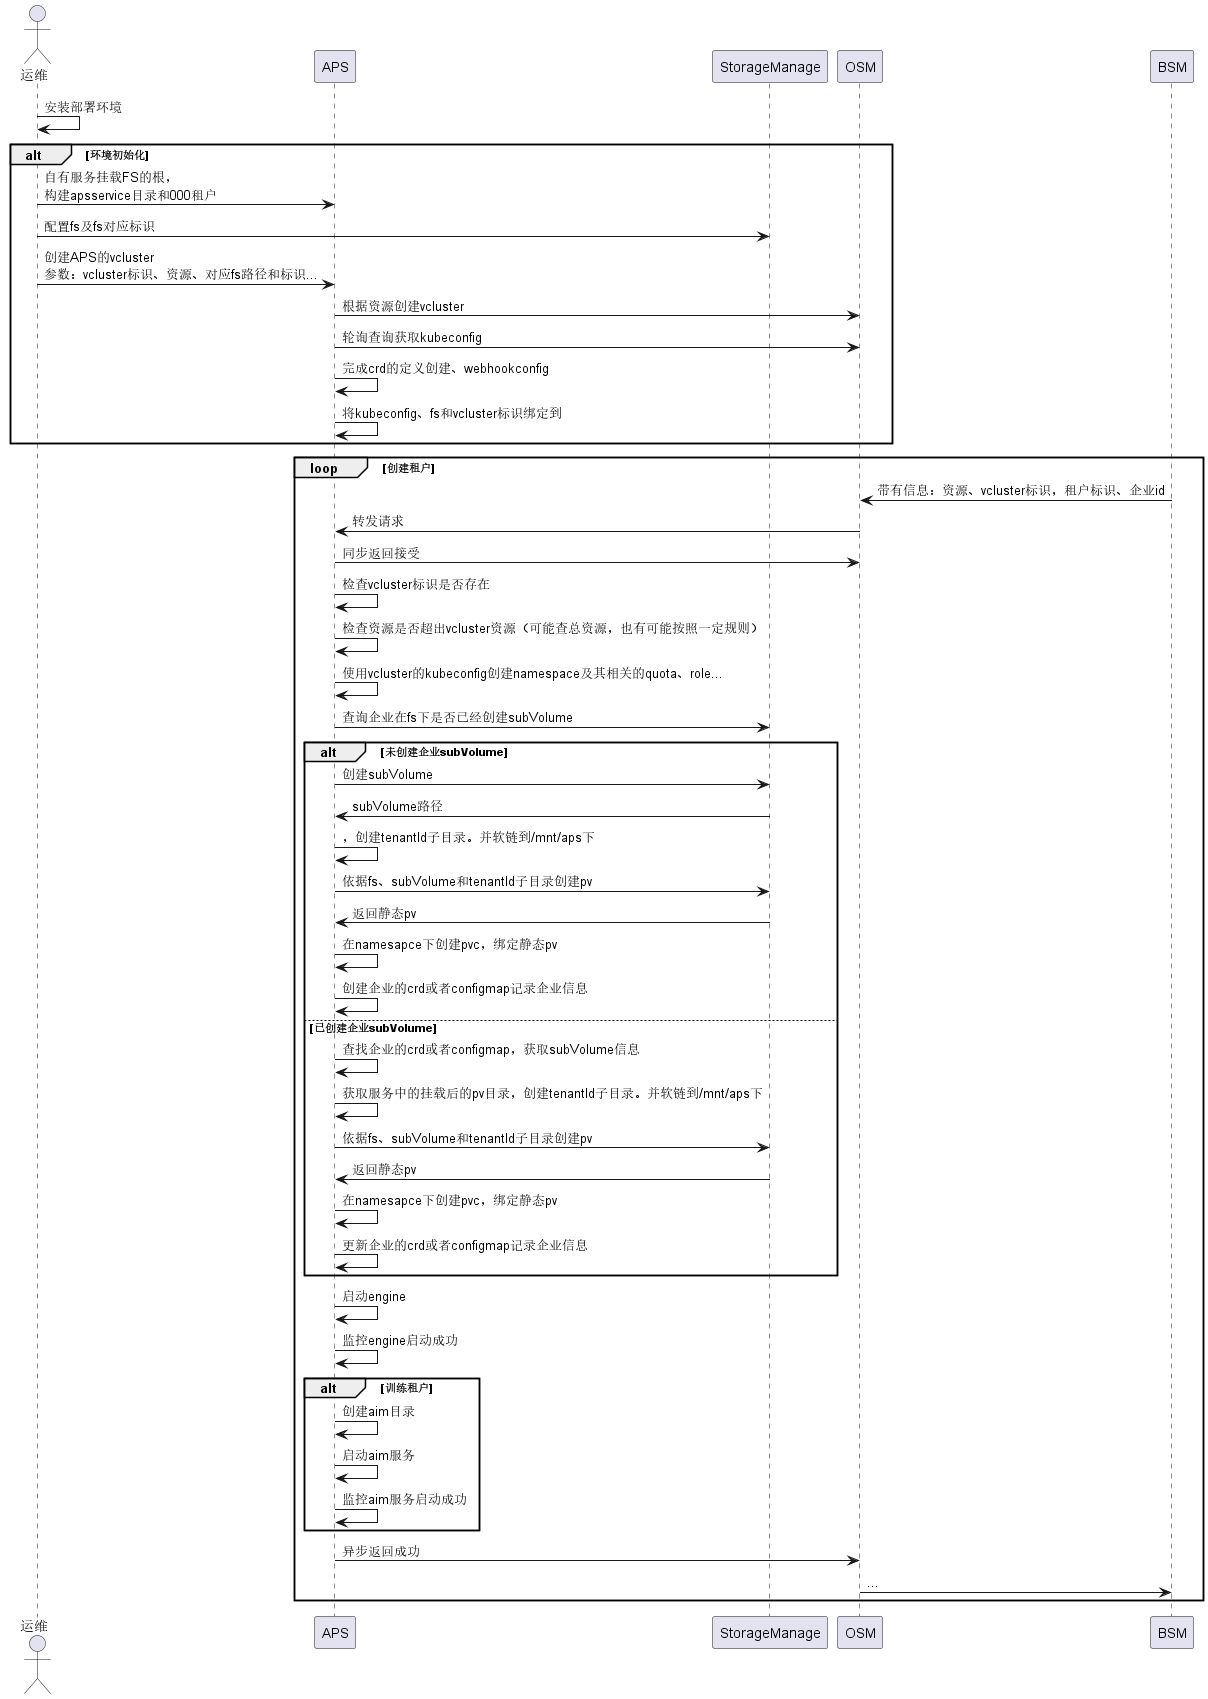 运维
APS
StorageManage
OSM
BSM
安装部署环境
alt
[环境初始化]
自有服务挂载FS的根，
构建apsservice目录和000租户
配置fs及fs对应标识
创建APS的vcluster
参数：vcluster标识、资源、对应fs路径和标识...
根据资源创建vcluster
轮询查询获取kubeconfig
完成crd的定义创建、webhookconfig
将kubeconfig、fs和vcluster标识绑定到
loop
[创建租户]
带有信息：资源、vcluster标识，租户标识、企业id
转发请求
同步返回接受
检查vcluster标识是否存在
检查资源是否超出vcluster资源（可能查总资源，也有可能按照一定规则）
使用vcluster的kubeconfig创建namespace及其相关的quota、role...
查询企业在fs下是否已经创建subVolume
alt
[未创建企业subVolume]
创建subVolume
subVolume路径
，创建tenantId子目录。并软链到/mnt/aps下
依据fs、subVolume和tenantId子目录创建pv
返回静态pv
在namesapce下创建pvc，绑定静态pv
创建企业的crd或者configmap记录企业信息
[已创建企业subVolume]
查找企业的crd或者configmap，获取subVolume信息
获取服务中的挂载后的pv目录，创建tenantId子目录。并软链到/mnt/aps下
依据fs、subVolume和tenantId子目录创建pv
返回静态pv
在namesapce下创建pvc，绑定静态pv
更新企业的crd或者configmap记录企业信息
启动engine
监控engine启动成功
alt
[训练租户]
创建aim目录
启动aim服务
监控aim服务启动成功
异步返回成功
...
运维
APS
StorageManage
OSM
BSM